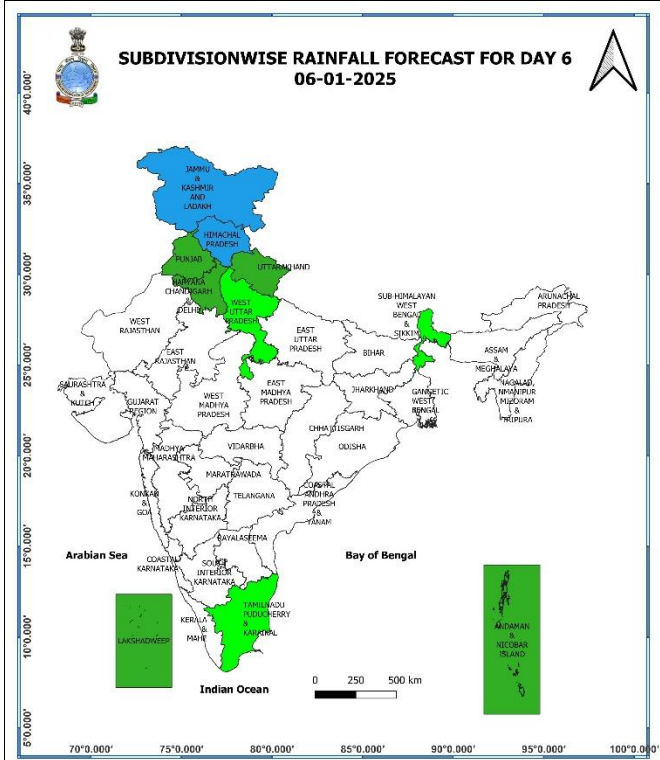 SUBDIVISIONWISE RAINFALL FORECAST FOR DAY 6
06-01-2025
40°0.000'
35°0.000'
30°0.000'
25°0.000'
20°0.000'
15°0.000'
10°0.000'
5°0.000'
JAMMU
&
KASHMIR
AND
LADAKH
HIMACHAL
PRADESH
PUNJAB
UTTARAKHAND
HARYANA
CHANDIGARH
DELHI
WEST
UTTAR
PRADESH
WEST
RAJASTHAN
EAST
RAJASTHAN
EAST
UTTAR
PRADESH
SUB HIMALAYAN
WEST
BENGAL
&
SIKKIM
ARUNACHAL
PRADESH
BIHAR
ASSAM
&
MEGHALAYA
SAURASHTRA
&
KUTCH
GUJARAT
REGION
WEST
MADHYA
PRADESH
EAST
MADHYA
PRADESH
JHARKHAND
GANGETIC
WEST
BENGAL
NAGALAD,
NMANIPUR
MIZORAM
&
TRIPURA
CHHATTISGARH
ODISHA
MADHYA
MAHARASHTRA
VIDARBHA
MARATHWADA
KONKAN
&
GOA
NORTH
INTERIOR
KARNATAKA
TELANGANA
COASTAL
ANDHRA
PRADESH
&
YANAM
RAYALASEEMA
Arabian Sea
Bay of Bengal
COASTAL
KARNATAKA
SOUTH
INTERIOR
KARNATAKA
TAMILNADU
PUDUCHERRY
&
KARAIKAL
KERALA
&
MAHE
LAKSHADWEEP
ANDAMAN
&
NICOBAR
ISLAND
Indian Ocean
0 250 500 km
70°0.000' 75°0.000' 80°0.000' 85°0.000' 90°0.000' 95°0.000' 100°0.000'